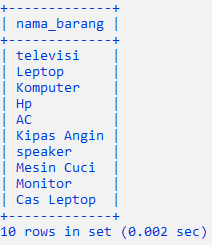 +-------------+
| nama_barang |
+-------------+
| televisi    |
| Leptop      |
| Komputer    |
| Hp          |
| AC          |
| Kipas Angin |
| speaker     |
| Mesin Cuci  |
| Monitor     |
| Cas Leptop  |
+-------------+
10 rows in set (0.002 sec)